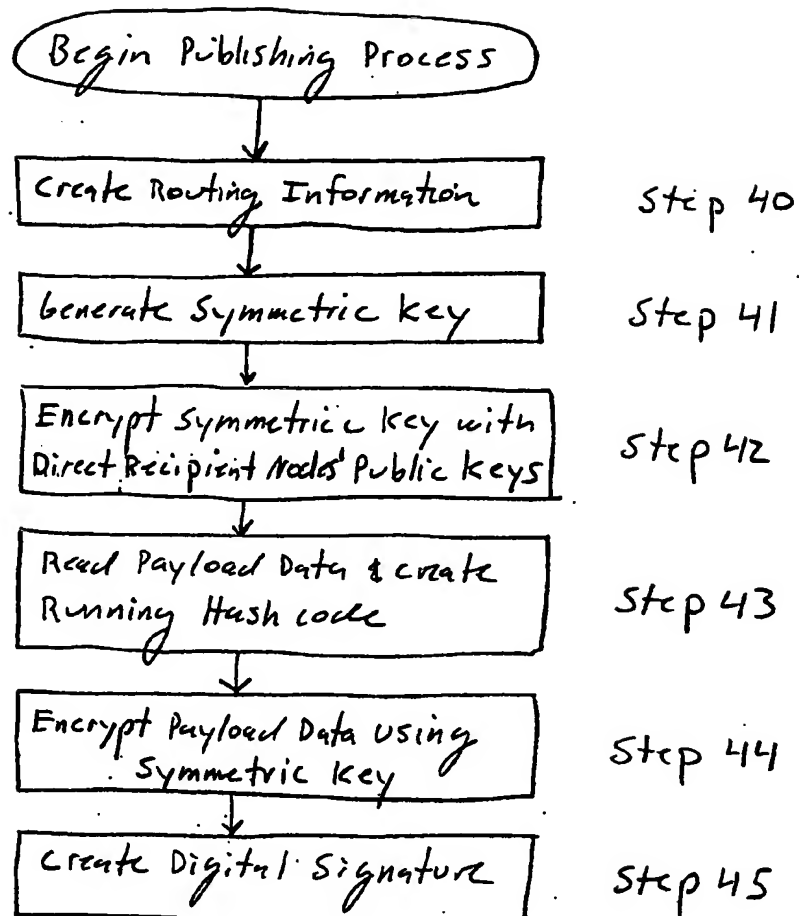 Begin Publishing Process
Create Routing Information
Step 40
Generate Symmetric Key
Step 41
Encrypt Symmetric Key with
Direct Recipient Nodes' Public Keys
Step 42
Read Payload Data & create
Running Hash code
Step 43
Encrypt Payload Data using
Symmetric Key
Step 44
Create Digital Signature
Step 45